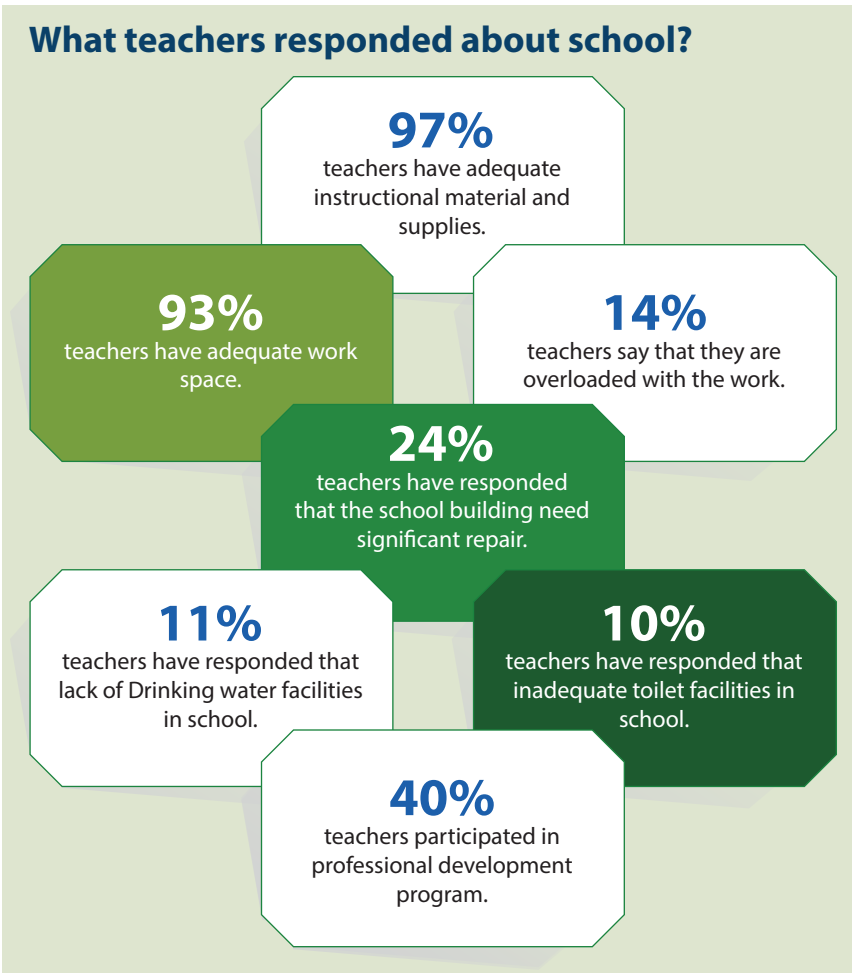 What teachers responded about school?
97%
teachers have adequate
instructional material and
supplies.
93%
teachers have adequate work
space.
14%
teachers say that they are
overloaded with the work.
24%
teachers have responded
that the school building need
significant repair.
11%
teachers have responded that
lack of Drinking water facilities
in school.
10%
teachers have responded that
inadequate toilet facilities in
school.
40%
teachers participated in
professional development
program.